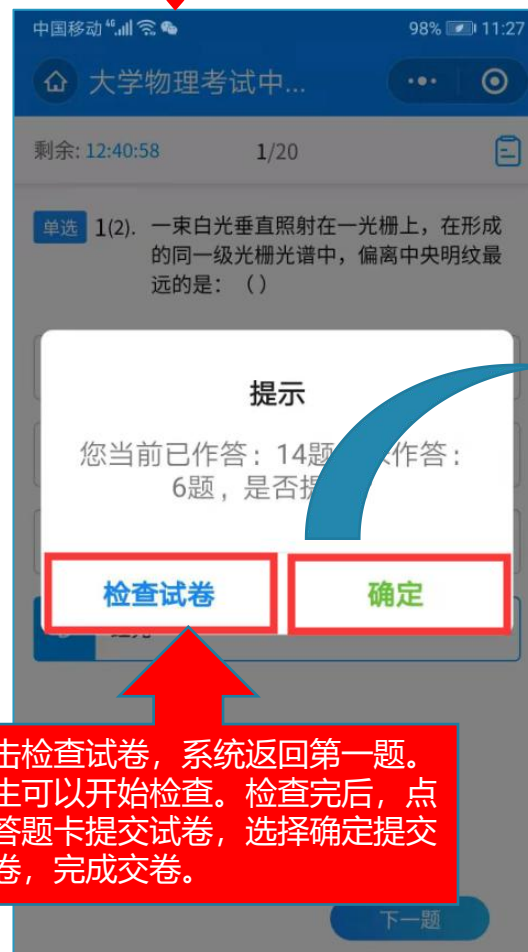 中国移动 4G 98% 11:27
大学物理考试中...
剩余: 12:40:58 1/20
单选 1(2). 一束白光垂直照射在一光栅上，在形成
的同一级光栅光谱中，偏离中央明纹最
远的是：（）
提示
您当前已作答：14题 作答：
6题，是否
检查试卷 确定
击检查试卷，系统返回第一题。
生可以开始检查。检查完后，点
答题卡提交试卷，选择确定提交
卷，完成交卷。
下一题